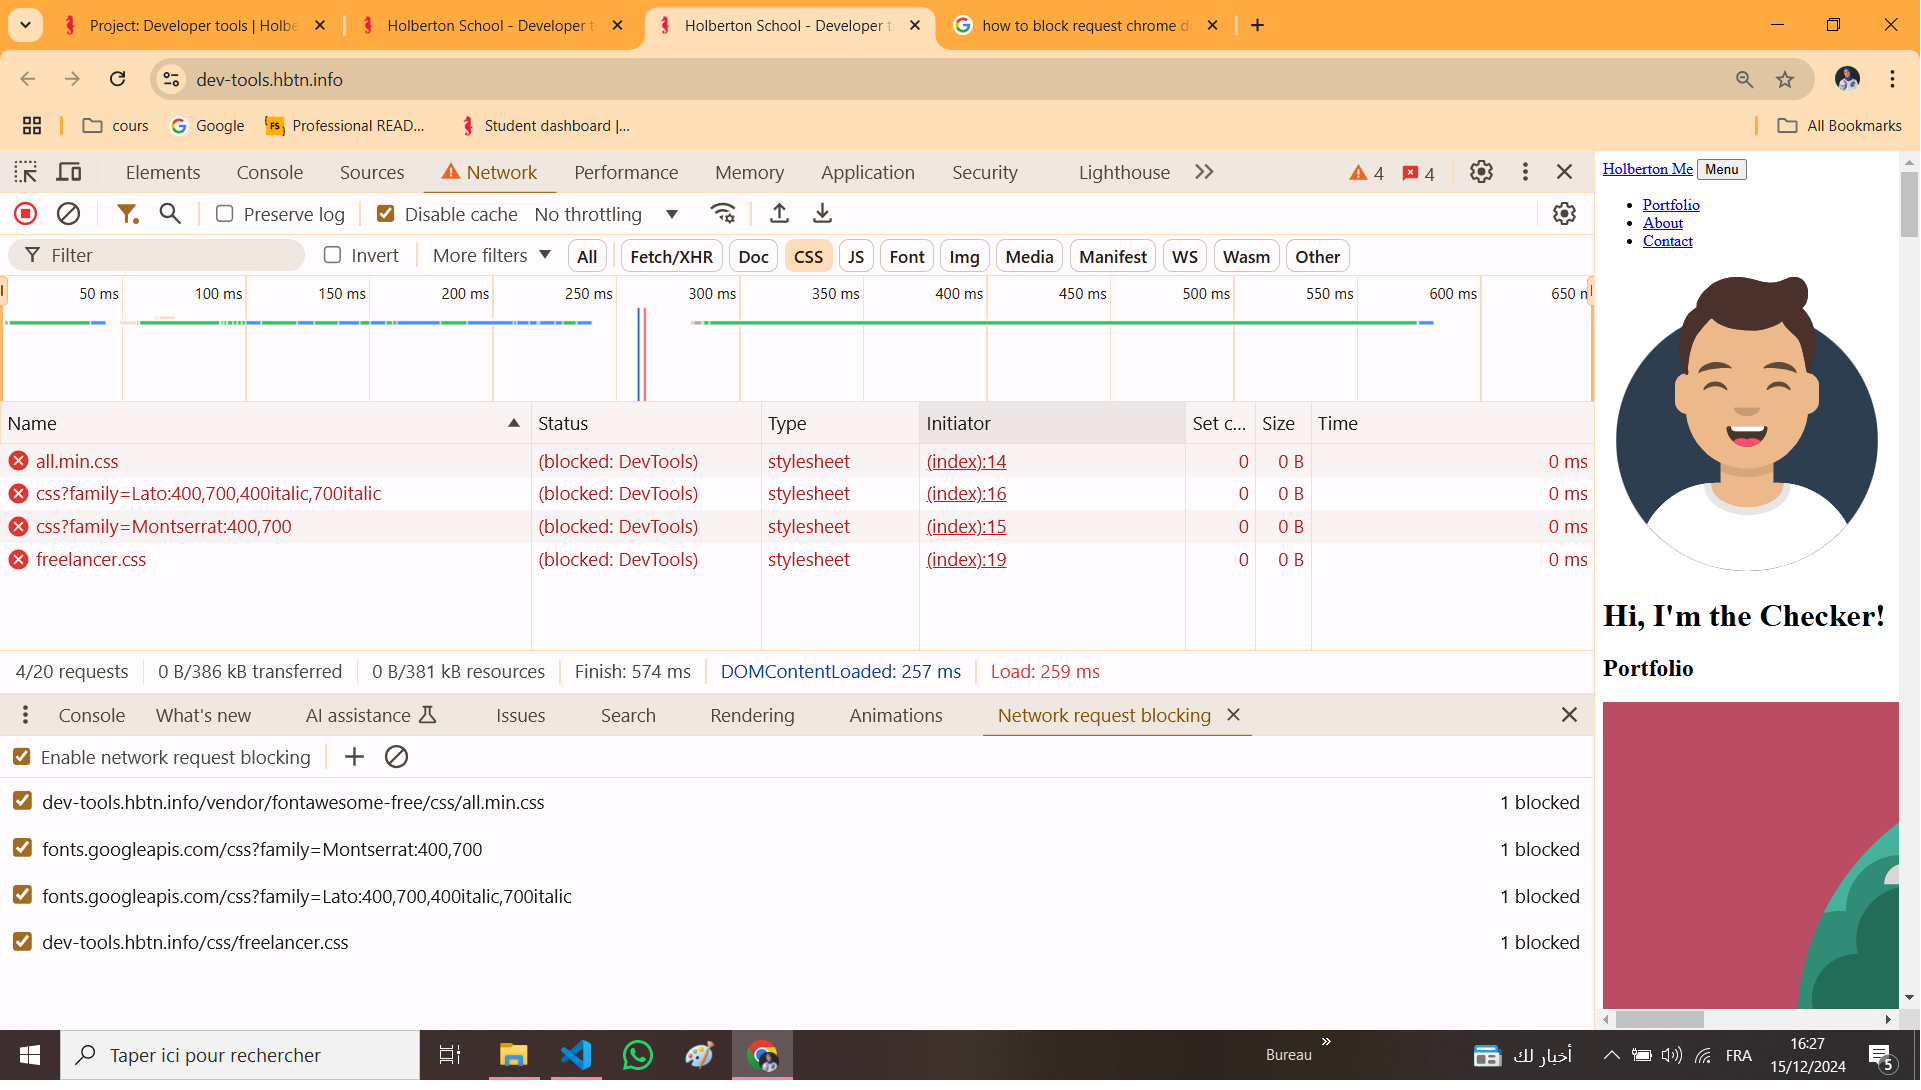 Project: Developer tools | Holbe
Holberton School - Developer t
Holberton School - Developer t
how to block request chrome d
dev-tools.hbtn.info
cours
Google
Professional READ...
Student dashboard |...
All Bookmarks
Elements
Console
Sources
Network
Performance
Memory
Application
Security
Lighthouse
4
4
Preserve log
Disable cache
No throttling
Filter
Invert
More filters
All
Fetch/XHR
Doc
CSS
JS
Font
Img
Media
Manifest
WS
Wasm
Other
50 ms
100 ms
150 ms
200 ms
250 ms
300 ms
350 ms
400 ms
450 ms
500 ms
550 ms
600 ms
650 m
Name Status Type Initiator Set c... Size Time
all.min.css (blocked: DevTools) stylesheet (index):14 0 0 B 0 ms
css?family=Lato:400,700,400italic,700italic (blocked: DevTools) stylesheet (index):16 0 0 B 0 ms
css?family=Montserrat:400,700 (blocked: DevTools) stylesheet (index):15 0 0 B 0 ms
freelancer.css (blocked: DevTools) stylesheet (index):19 0 0 B 0 ms
4/20 requests 0 B/386 kB transferred 0 B/381 kB resources Finish: 574 ms DOMContentLoaded: 257 ms Load: 259 ms
Console
What's new
AI assistance
Issues
Search
Rendering
Animations
Network request blocking
Enable network request blocking
dev-tools.hbtn.info/vendor/fontawesome-free/css/all.min.css 1 blocked
fonts.googleapis.com/css?family=Montserrat:400,700 1 blocked
fonts.googleapis.com/css?family=Lato:400,700,400italic,700italic 1 blocked
dev-tools.hbtn.info/css/freelancer.css 1 blocked
Holberton Me Menu
Portfolio
About
Contact
Hi, I'm the Checker!
Portfolio
Taper ici pour rechercher
Bureau
أخبار لك
FRA
16:27
15/12/2024
5